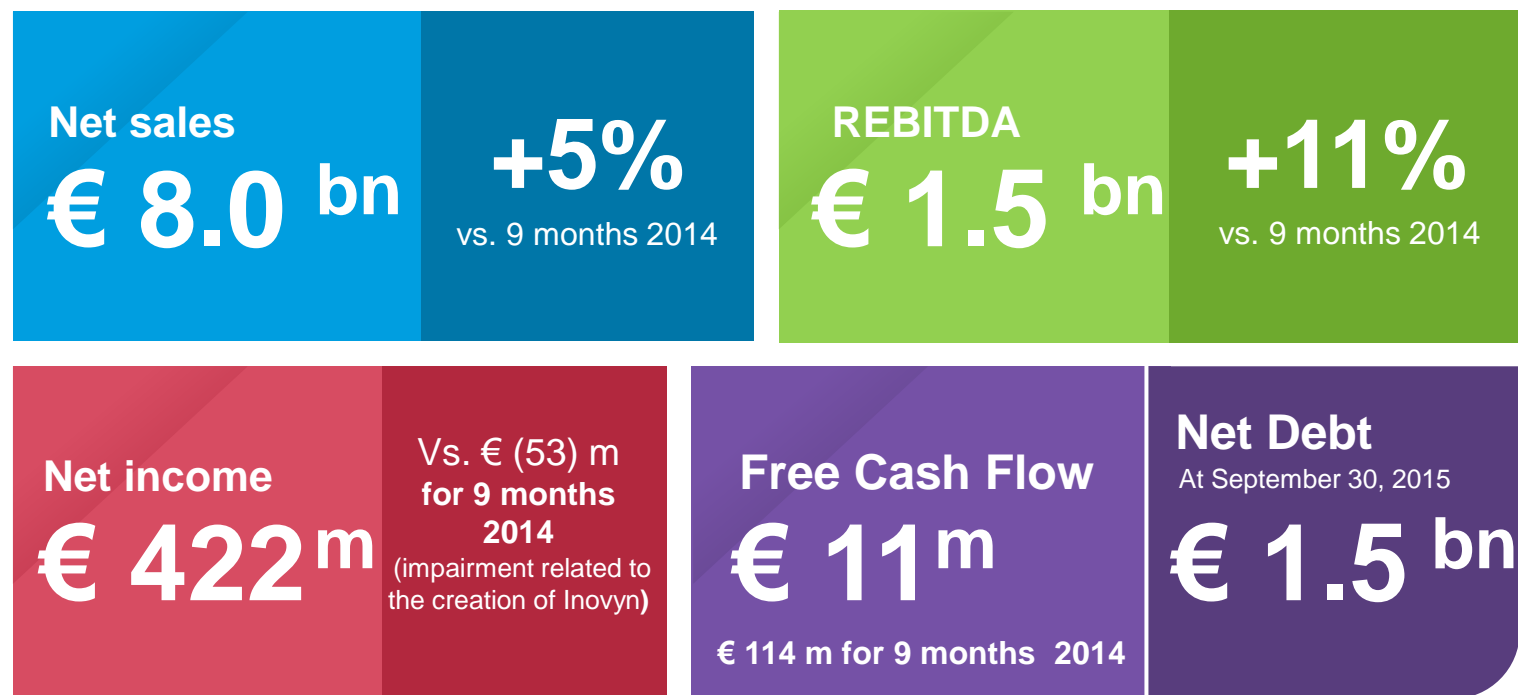 Net sales
€ 8.0 bn
+5%
vs. 9 months 2014
REBITDA
€ 1.5 bn
+11%
vs. 9 months 2014
Net income
€ 422 m
Vs. € (53) m
for 9 months
2014
(impairment related to
the creation of Inovyn)
Free Cash Flow
€ 11 m
€ 114 m for 9 months 2014
Net Debt
At September 30, 2015
€ 1.5 bn